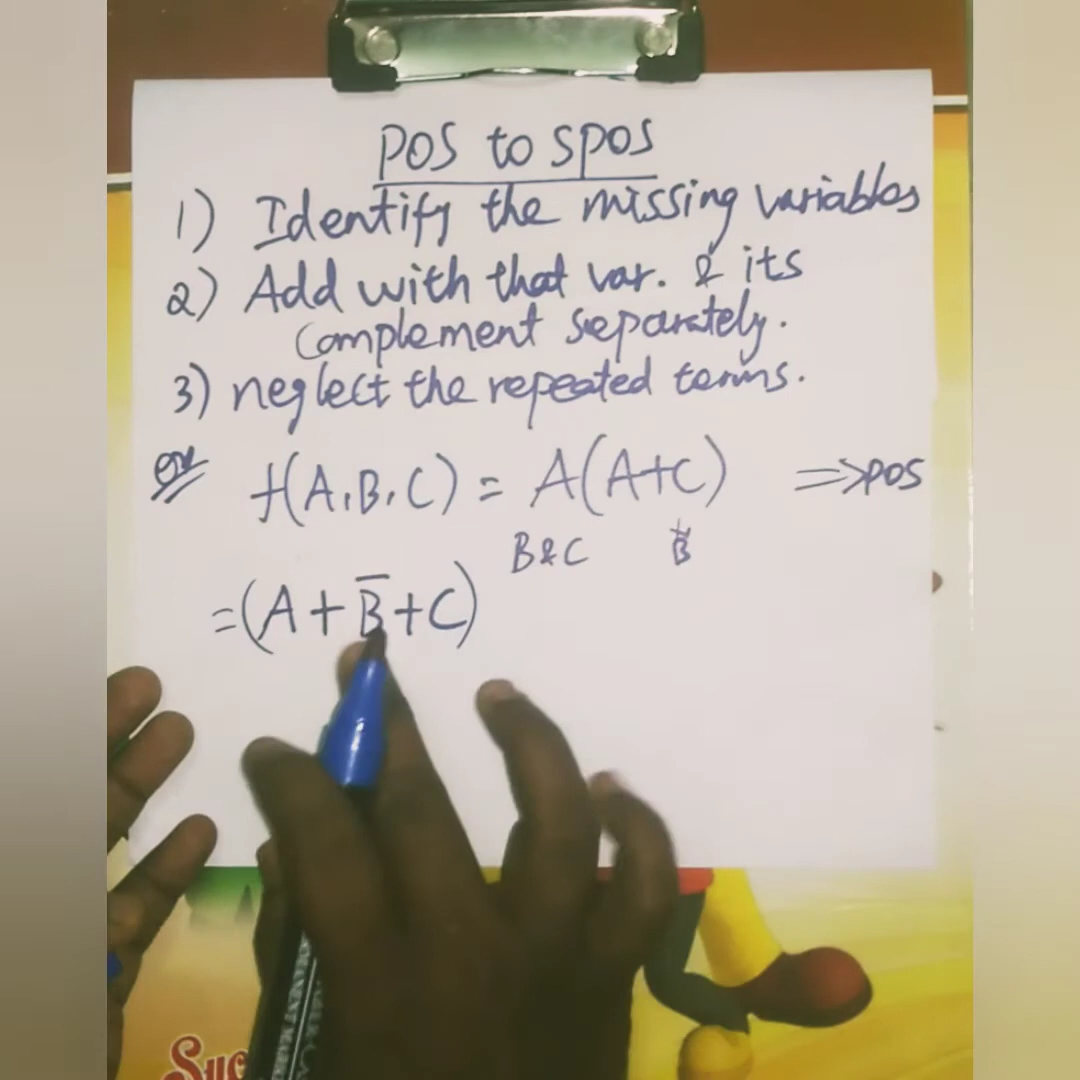 POS to SPOS
1) Identify the missing variables
2) Add with that var. & its
complement separately.
3) neglect the repeated terms.
f(A,B,C) = A(A+C) ⇒ POS
B&C B
=(A+B̅+C)
Suc